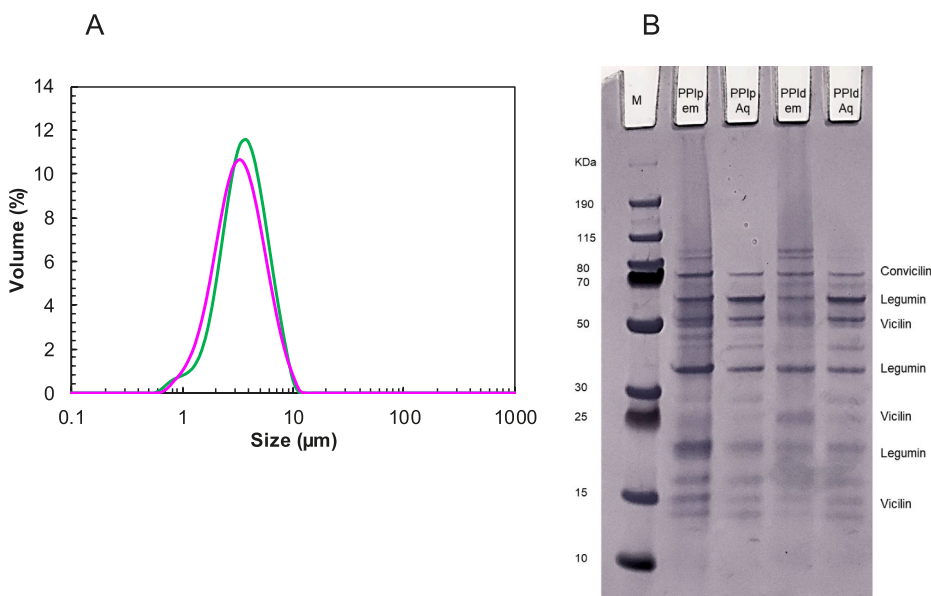 A
14
12
10
8
6
4
2
0
Volume (%)
0.1 1 10 100 1000
Size (µm)
B
M
PPIp em
PPIp Aq
PPId em
PPId Aq
KDa
190
115
80
70
50
30
25
15
10
Convicilin
Legumin
Vicilin
Legumin
Vicilin
Legumin
Vicilin